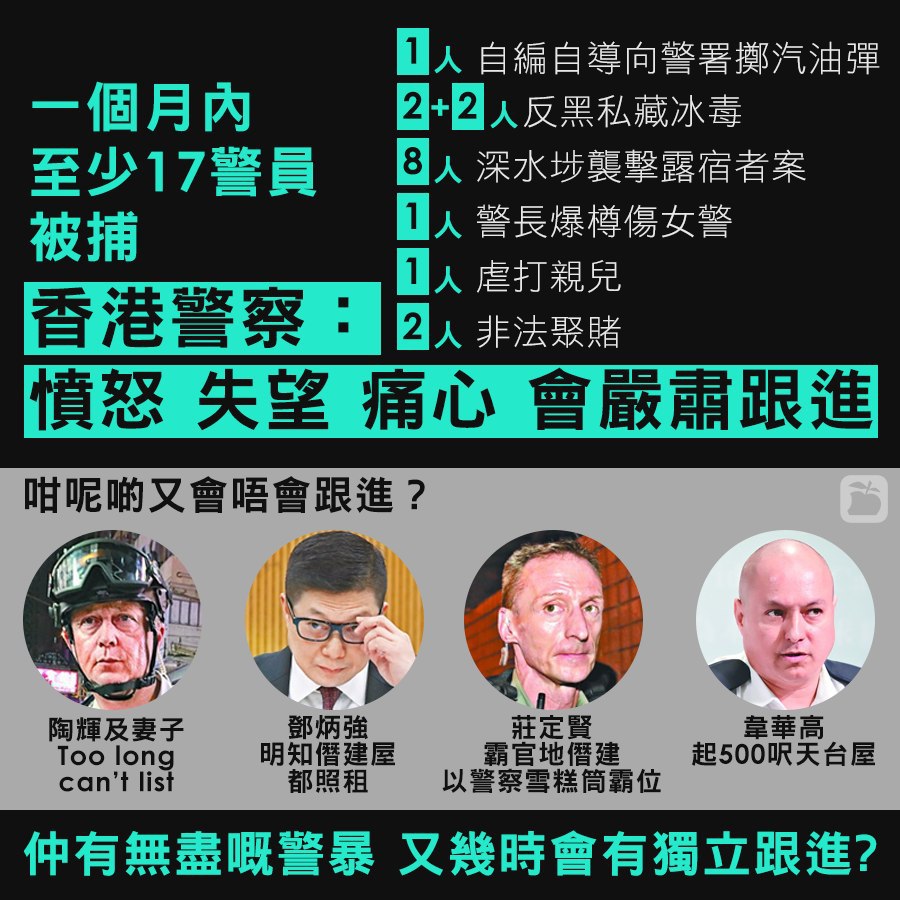 一個月內
至少17警員
被捕
1人 自編自導向警署擲汽油彈
2+2人 反黑私藏冰毒
8人 深水埗襲擊露宿者案
1人 警長爆樽傷女警
1人 虐打親兒
2人 非法聚賭
香港警察：
憤怒 失望 痛心 會嚴肅跟進
咁呢啲又會唔會跟進？
陶輝及妻子
Too long
can't list
鄧炳強
明知僭建屋
都照租
莊定賢
霸官地僭建
以警察雪糕筒霸位
韋華高
起500呎天台屋
仲有無盡嘅警暴 又幾時會有獨立跟進?